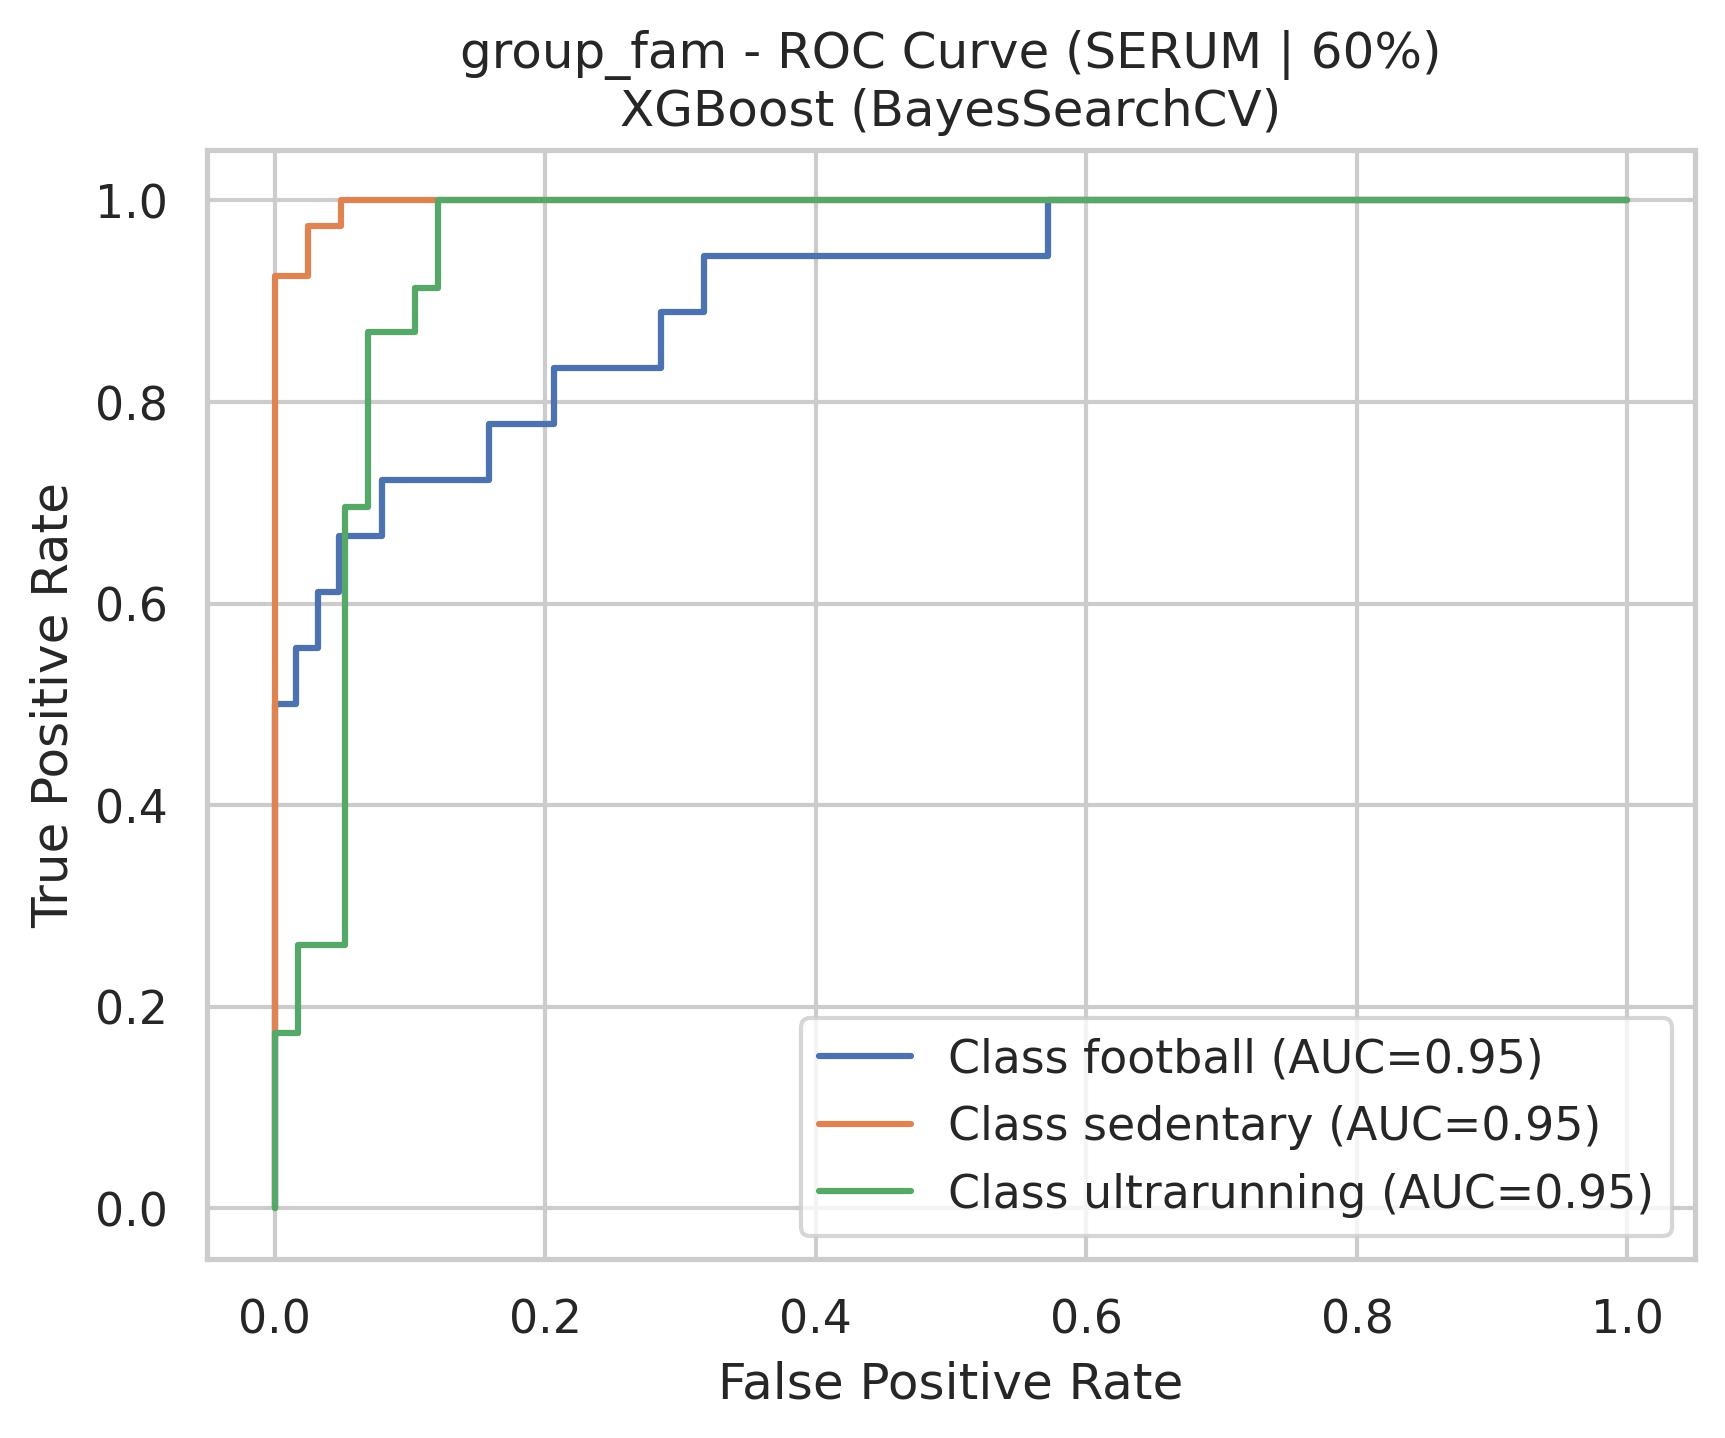 group_fam - ROC Curve (SERUM | 60%)
XGBoost (BayesSearchCV)
True Positive Rate
1.0
0.8
0.6
0.4
0.2
0.0
Class football (AUC=0.95)
Class sedentary (AUC=0.95)
Class ultrarunning (AUC=0.95)
0.0 0.2 0.4 0.6 0.8 1.0
False Positive Rate